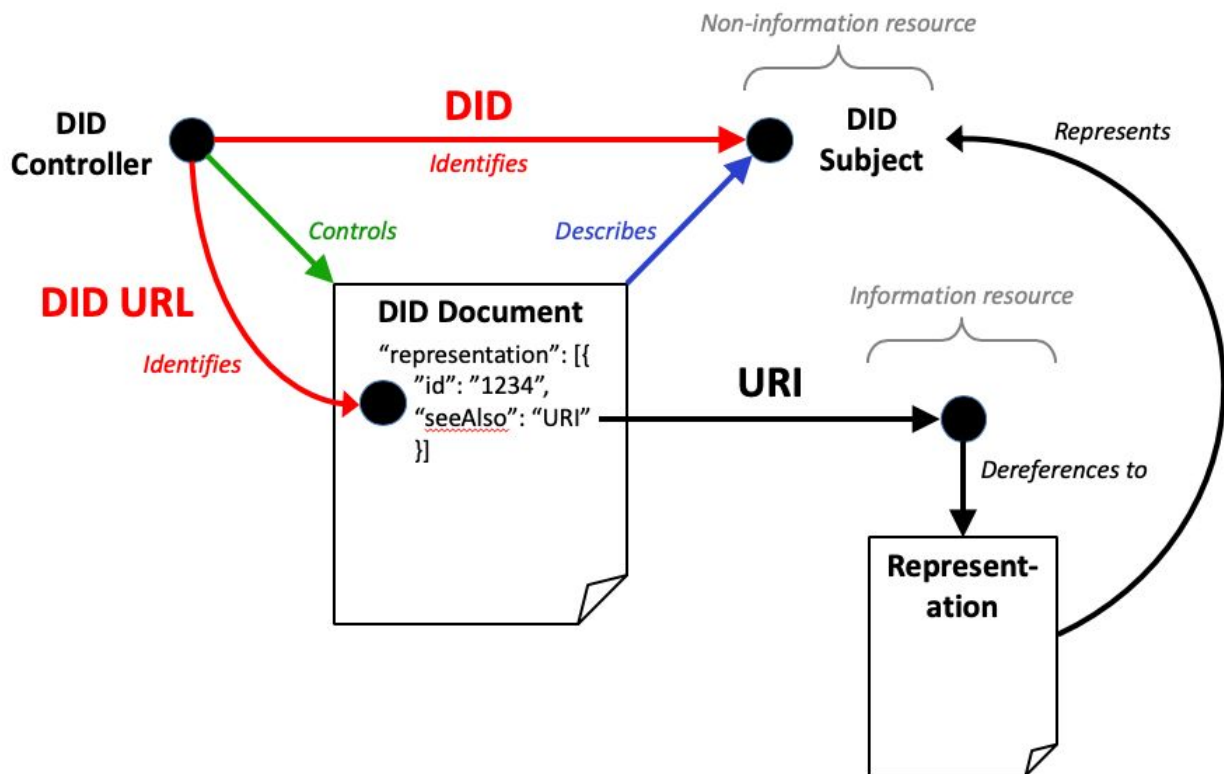 Non-information resource
DID
Controller
DID
Identifies
DID
Subject
Represents
Controls
Describes
DID URL
Identifies
DID Document
“representation”: [{
”id”: ”1234”,
“seeAlso”: “URI”
}]
Information resource
URI
Dereferences to
Represent-
ation